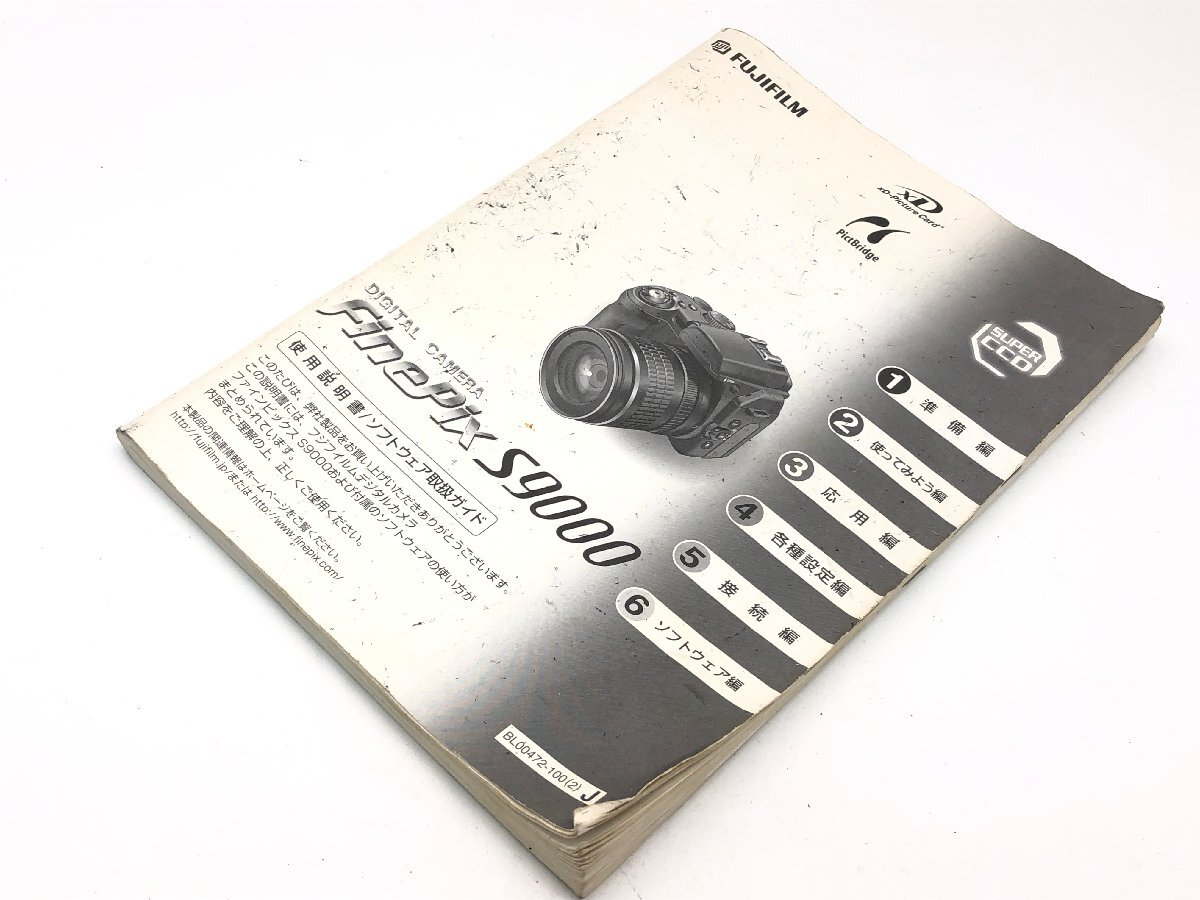 FUJIFILM
xD
xD-Picture Card™
PictBridge
SUPER
CCD
DIGITAL CAMERA
FinePix S9000
使用説明書/ソフトウェア取扱ガイド
このたびは、弊社製品をお買い上げいただきありがとうございます。
この説明書には、フジフイルムデジタルカメラ
ファインピックス S9000および付属のソフトウェアの使い方が
まとめられています。
内容をご理解の上、正しくご使用ください。
本製品の関連情報はホームページをご覧ください。
http://fujifilm.jp/または http://www.finepix.com/
1 準備編
2 使ってみよう編
3 応用編
4 各種設定編
5 接続編
6 ソフトウェア編
BL00472-100(2) J